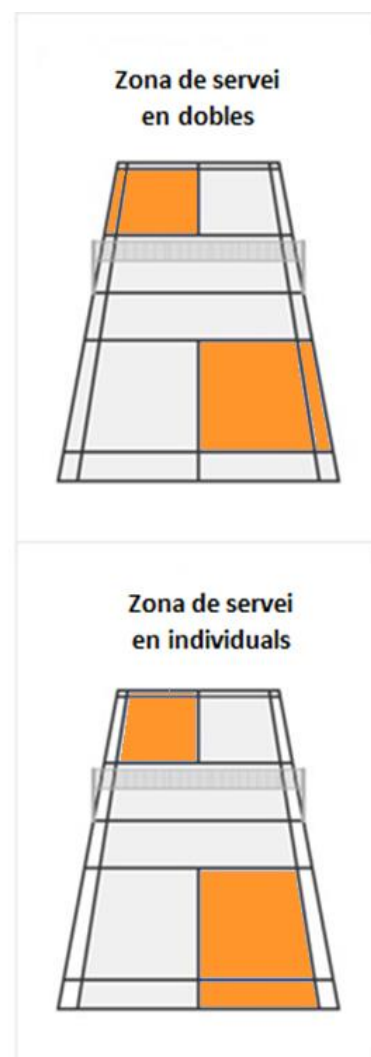 Zona de servei
en dobles
Zona de servei
en individuals